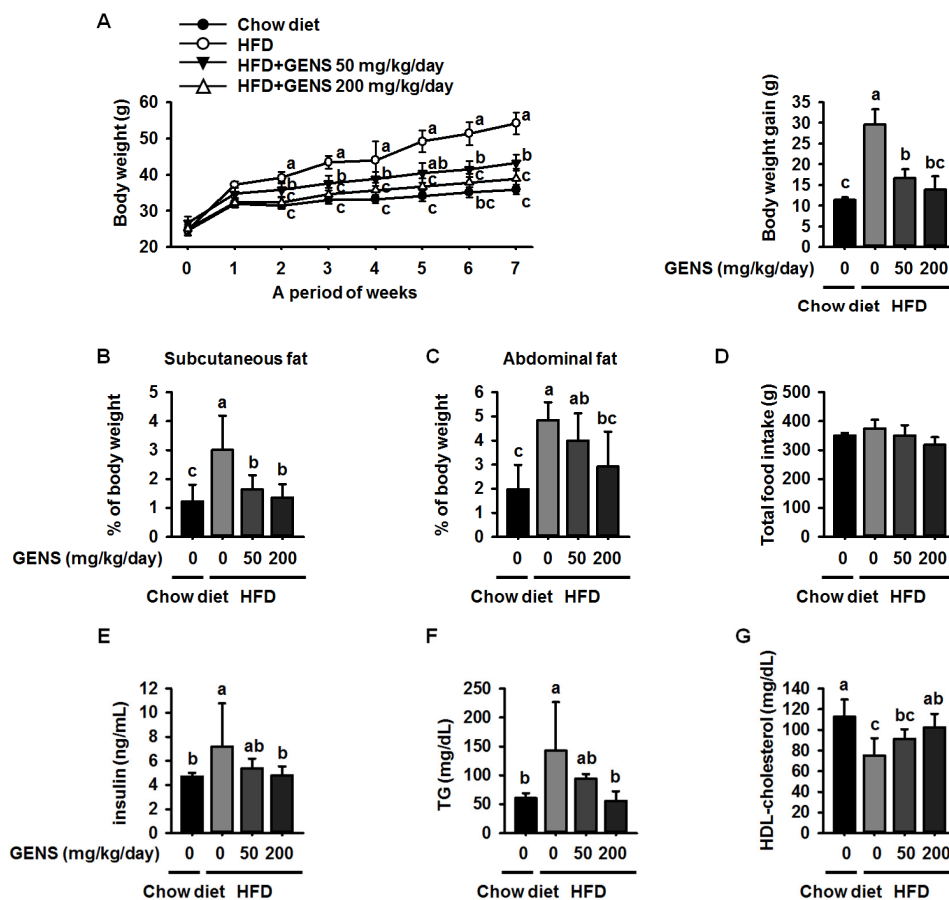 A
Chow diet
HFD
HFD+GENS 50 mg/kg/day
HFD+GENS 200 mg/kg/day
Body weight (g)
60
50
40
30
20
a a a a a a
b b b ab b b
c c c c c c
c c c c bc c
0 1 2 3 4 5 6 7
A period of weeks
Body weight gain (g)
35
30
25
20
15
10
5
0
c a b bc
GENS (mg/kg/day) 0 0 50 200
Chow diet HFD
B
Subcutaneous fat
% of body weight
5
4
3
2
1
0
c a b b
GENS (mg/kg/day) 0 0 50 200
Chow diet HFD
C
Abdominal fat
% of body weight
6
5
4
3
2
1
0
c a ab bc
0 0 50 200
Chow diet HFD
D
Total food intake (g)
500
400
300
200
100
0
0 0 50 200
Chow diet HFD
E
insulin (ng/mL)
12
10
8
6
4
2
0
b a ab b
GENS (mg/kg/day) 0 0 50 200
Chow diet HFD
F
TG (mg/dL)
250
200
150
100
50
0
b a ab b
0 0 50 200
Chow diet HFD
G
HDL-cholesterol (mg/dL)
140
120
100
80
60
40
20
0
a c bc ab
0 0 50 200
Chow diet HFD